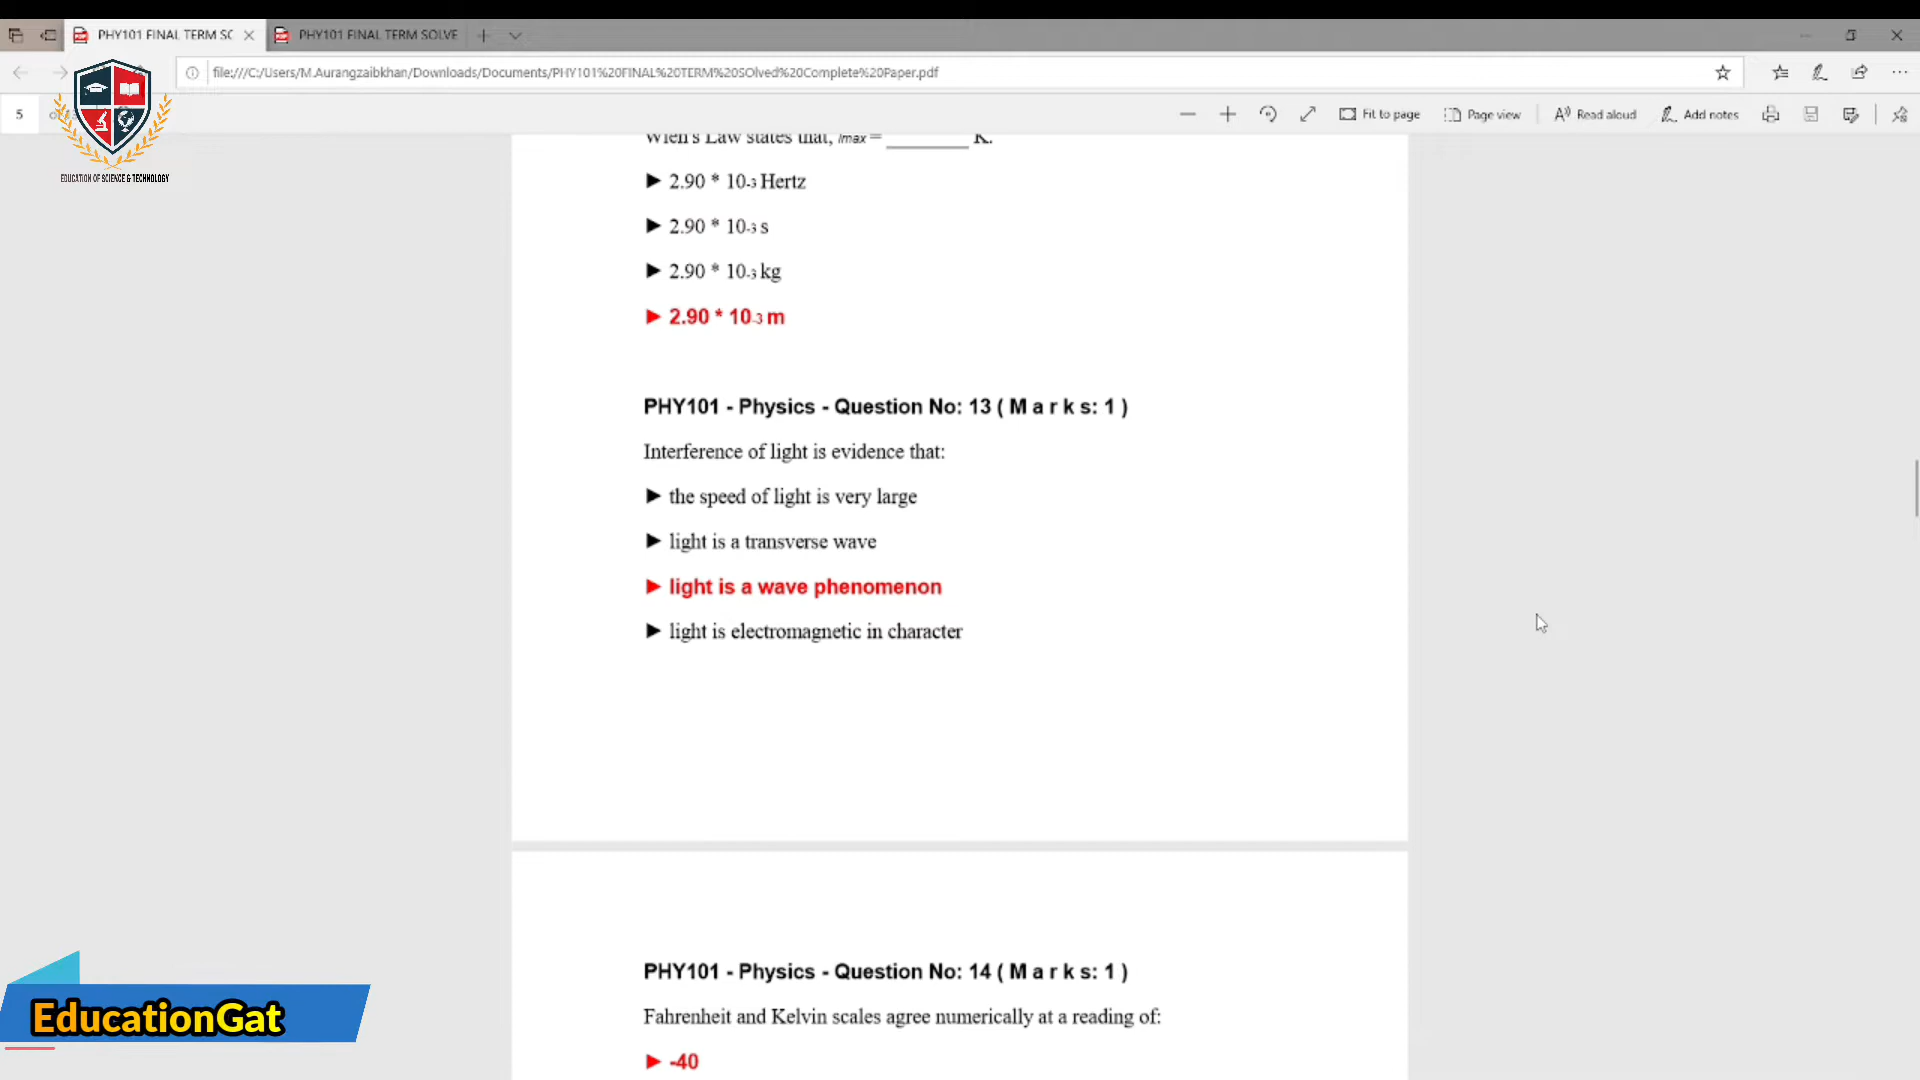 PHY101 FINAL TERM SC
PHY101 FINAL TERM SOLVE
file:///C:/Users/M.Aurangzaibkhan/Downloads/Documents/PHY101%20FINAL%20TERM%20SOlved%20Complete%20Paper.pdf
5
Fit to page
Page view
Read aloud
Add notes
EDUCATION OF SCIENCE & TECHNOLOGY
Wien's Law states that, lmax = ________ K.
► 2.90 * 10-3 Hertz
► 2.90 * 10-3 s
► 2.90 * 10-3 kg
► 2.90 * 10-3 m
PHY101 - Physics - Question No: 13 ( M a r k s: 1 )
Interference of light is evidence that:
► the speed of light is very large
► light is a transverse wave
► light is a wave phenomenon
► light is electromagnetic in character
PHY101 - Physics - Question No: 14 ( M a r k s: 1 )
Fahrenheit and Kelvin scales agree numerically at a reading of:
► -40
EducationGat